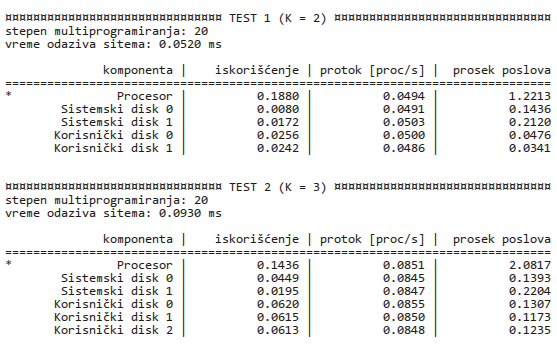 ¤¤¤¤¤¤¤¤¤¤¤¤¤¤¤¤¤¤¤¤¤¤¤¤¤¤¤¤¤¤¤ TEST 1 (K = 2) ¤¤¤¤¤¤¤¤¤¤¤¤¤¤¤¤¤¤¤¤¤¤¤¤¤¤¤¤¤¤¤
stepen multiprogramiranja: 20
vreme odaziva sitema: 0.0520 ms
komponenta | iskorišćenje | protok [proc/s] | prosek poslova
==============================================================================
* Procesor | 0.1880 | 0.0494 | 1.2213
Sistemski disk 0 | 0.0080 | 0.0491 | 0.1436
Sistemski disk 1 | 0.0172 | 0.0503 | 0.2120
Korisnički disk 0 | 0.0256 | 0.0500 | 0.0476
Korisnički disk 1 | 0.0242 | 0.0486 | 0.0341
¤¤¤¤¤¤¤¤¤¤¤¤¤¤¤¤¤¤¤¤¤¤¤¤¤¤¤¤¤¤¤ TEST 2 (K = 3) ¤¤¤¤¤¤¤¤¤¤¤¤¤¤¤¤¤¤¤¤¤¤¤¤¤¤¤¤¤¤¤
stepen multiprogramiranja: 20
vreme odaziva sitema: 0.0930 ms
komponenta | iskorišćenje | protok [proc/s] | prosek poslova
==============================================================================
* Procesor | 0.1436 | 0.0851 | 2.0817
Sistemski disk 0 | 0.0449 | 0.0845 | 0.1393
Sistemski disk 1 | 0.0195 | 0.0847 | 0.2204
Korisnički disk 0 | 0.0620 | 0.0855 | 0.1307
Korisnički disk 1 | 0.0615 | 0.0850 | 0.1173
Korisnički disk 2 | 0.0613 | 0.0848 | 0.1235